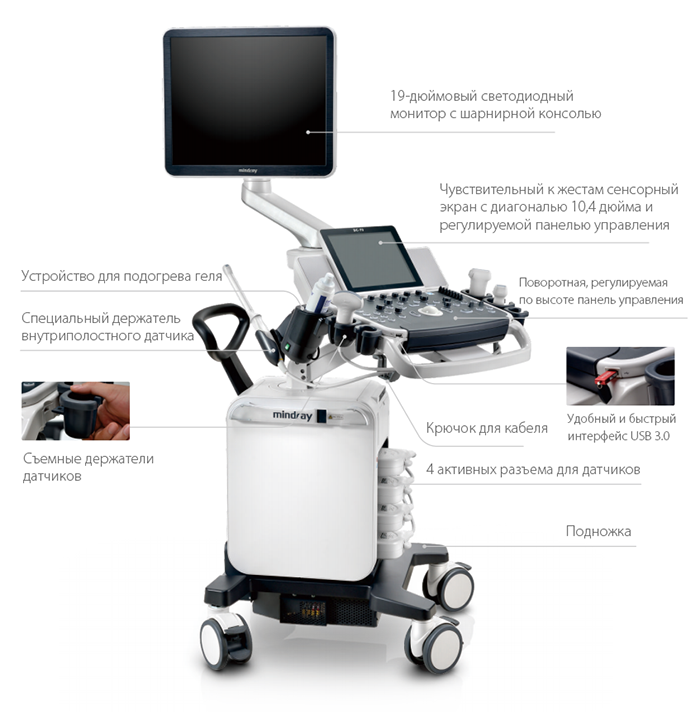 19-дюймовый светодиодный
монитор с шарнирной консолью
mindray
Чувствительный к жестам сенсорный
экран с диагональю 10,4 дюйма и
регулируемой панелью управления
Устройство для подогрева геля
Поворотная, регулируемая
по высоте панель управления
Специальный держатель
внутриполостного датчика
mindray
Удобный и быстрый
интерфейс USB 3.0
Крючок для кабеля
Съемные держатели
датчиков
4 активных разъема для датчиков
Подножка